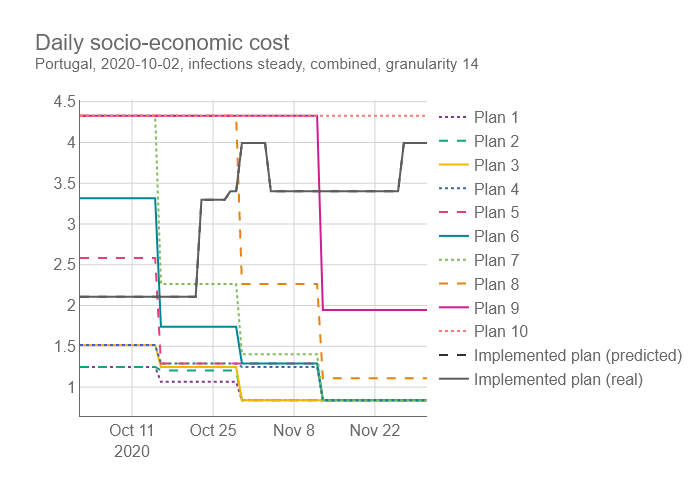 Daily socio-economic cost
Portugal, 2020-10-02, infections steady, combined, granularity 14
4.5
4
3.5
3
2.5
2
1.5
1
Oct 11
2020
Oct 25
Nov 8
Nov 22
Plan 1
Plan 2
Plan 3
Plan 4
Plan 5
Plan 6
Plan 7
Plan 8
Plan 9
Plan 10
Implemented plan (predicted)
Implemented plan (real)